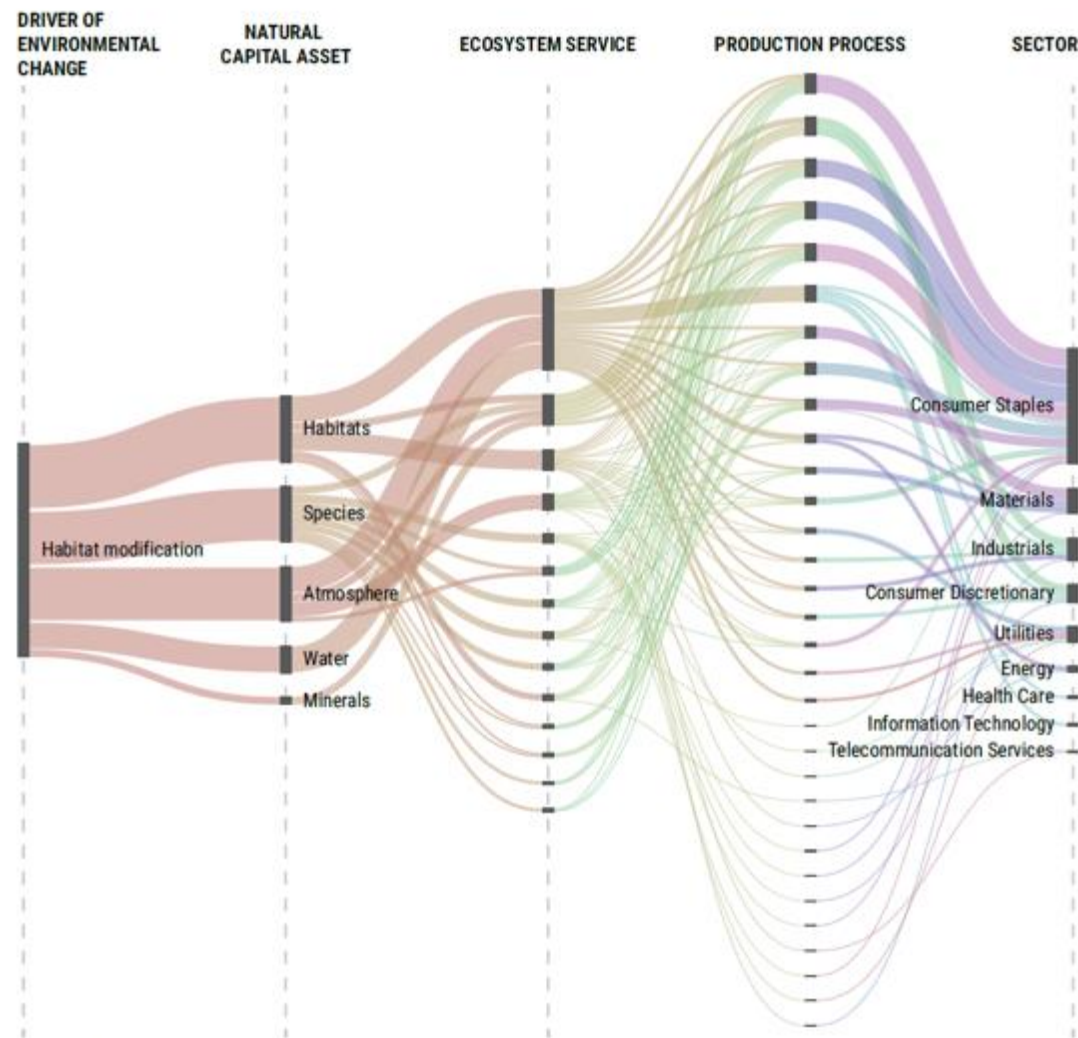 DRIVER OF
ENVIRONMENTAL
CHANGE
NATURAL
CAPITAL ASSET
ECOSYSTEM SERVICE
PRODUCTION PROCESS
SECTOR
Habitat modification
Habitats
Species
Atmosphere
Water
Minerals
Consumer Staples
Materials
Industrials
Consumer Discretionary
Utilities
Energy
Health Care
Information Technology
Telecommunication Services